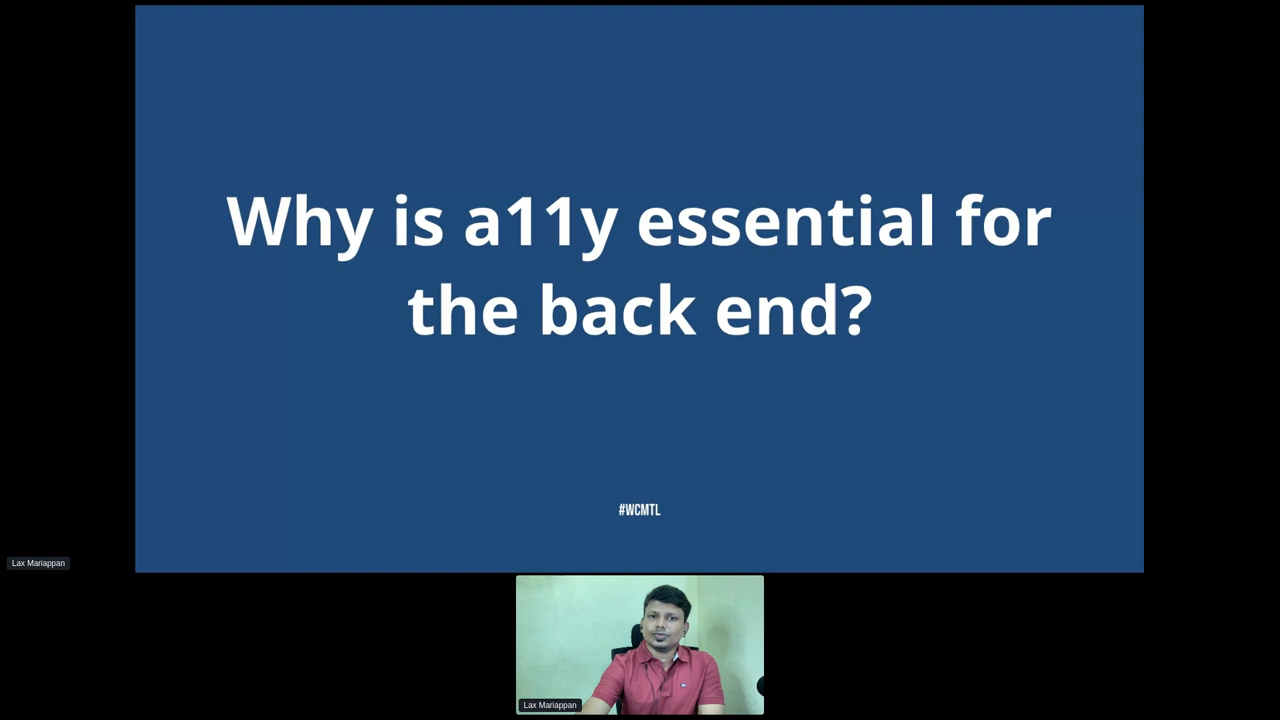 Why is a11y essential for
the back end?
#WCMTL
Lax Mariappan
Lax Mariappan